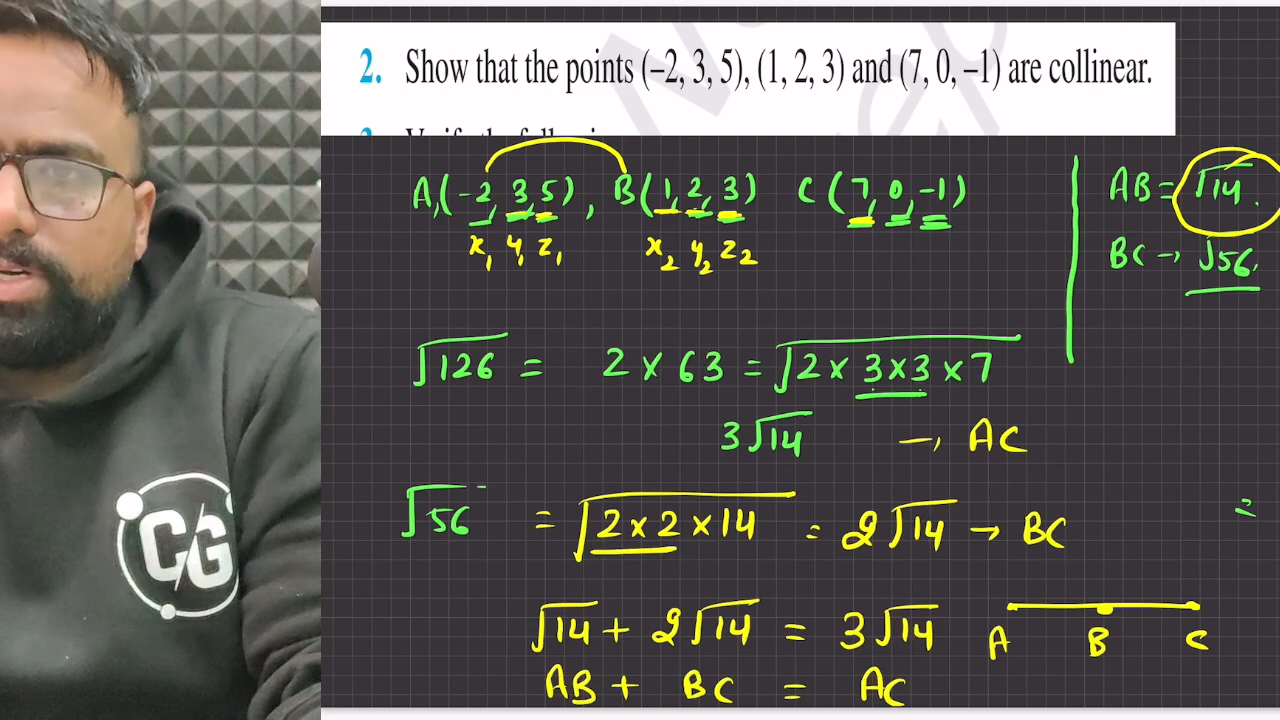 2. Show that the points (–2, 3, 5), (1, 2, 3) and (7, 0, –1) are collinear.
A,(-2, 3, 5), B(1, 2, 3) C(7, 0, -1)
x₁ y₁ z₁ x₂ y₂ z₂
AB = √14.
BC → √56.
√126 = 2 × 63 = √2 × 3 × 3 × 7
3√14 → AC
√56 = √2 × 2 × 14 = 2√14 → BC
=
√14 + 2√14 = 3√14
A B C
AB + BC = AC
CG